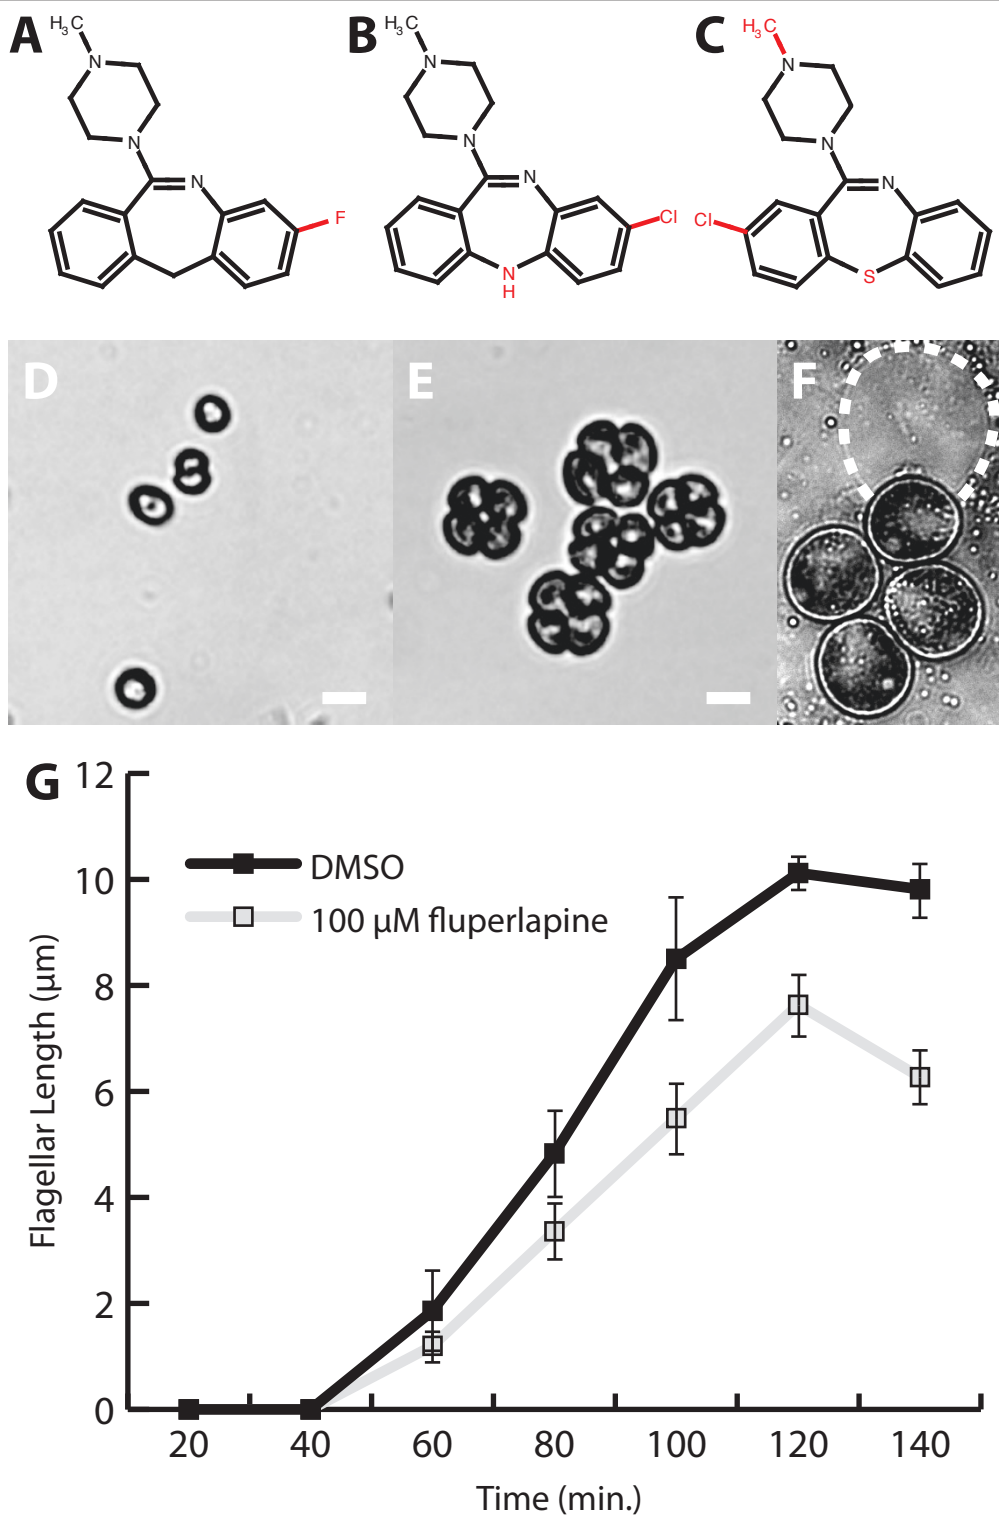 A
B
C
H3C
N
N
N
F
H3C
N
N
N
Cl
N
H
H3C
N
N
N
Cl
S
D
E
F
G
12
10
8
6
4
2
0
DMSO
100 µM fluperlapine
Flagellar Length (µm)
20 40 60 80 100 120 140
Time (min.)